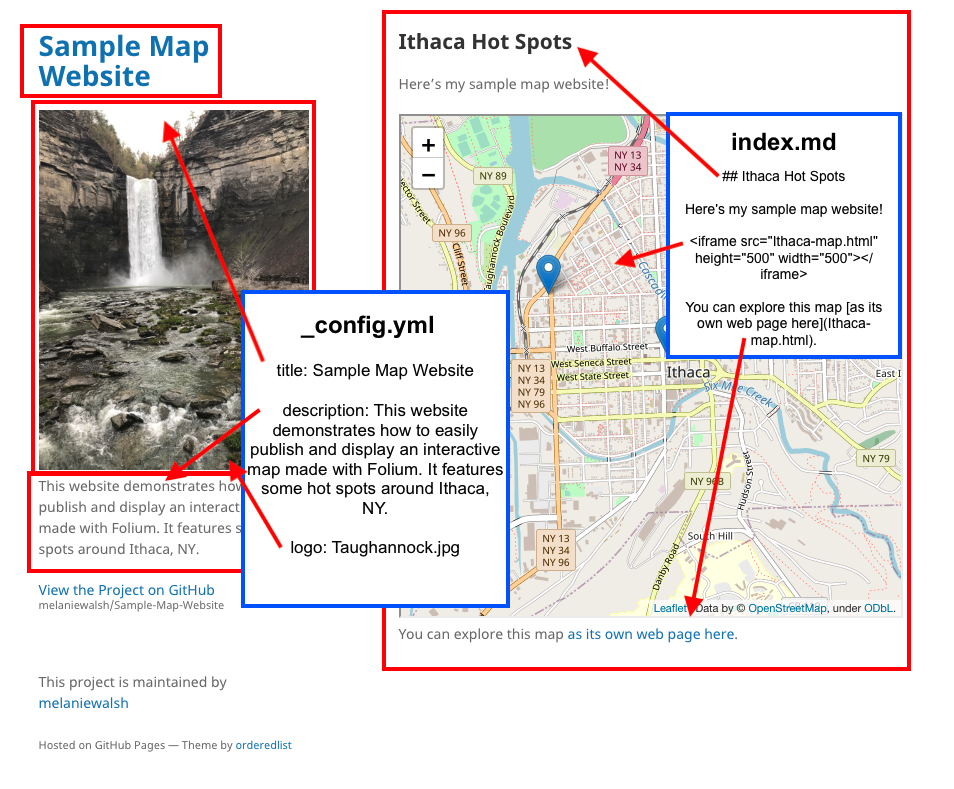 Sample Map
Website
This website demonstrates how
publish and display an interact
made with Folium. It features s
spots around Ithaca, NY.
View the Project on GitHub
melaniewalsh/Sample-Map-Website
This project is maintained by
melaniewalsh
Hosted on GitHub Pages — Theme by orderedlist
_config.yml
title: Sample Map Website
description: This website
demonstrates how to easily
publish and display an interactive
map made with Folium. It features
some hot spots around Ithaca,
NY.
logo: Taughannock.jpg
Ithaca Hot Spots
Here's my sample map website!
+
−
NY 13
NY 34
NY 89
ector Street
NY 96
Cliff Street
aughannock Boulevard
Cascadi
West Buffalo Street
West Seneca Street
West State Street
NY 13
NY 34
NY 79
NY 96
Ithaca
East I
Six Mile Creek
NY 79
NY 96B
Hudson Street
South Hill
NY 13
NY 34
NY 96
Danby Road
Leaflet | Data by © OpenStreetMap, under ODbL.
You can explore this map as its own web page here.
index.md
## Ithaca Hot Spots
Here's my sample map website!
<iframe src="Ithaca-map.html"
height="500" width="500"></
iframe>
You can explore this map [as its
own web page here](Ithaca-
map.html).